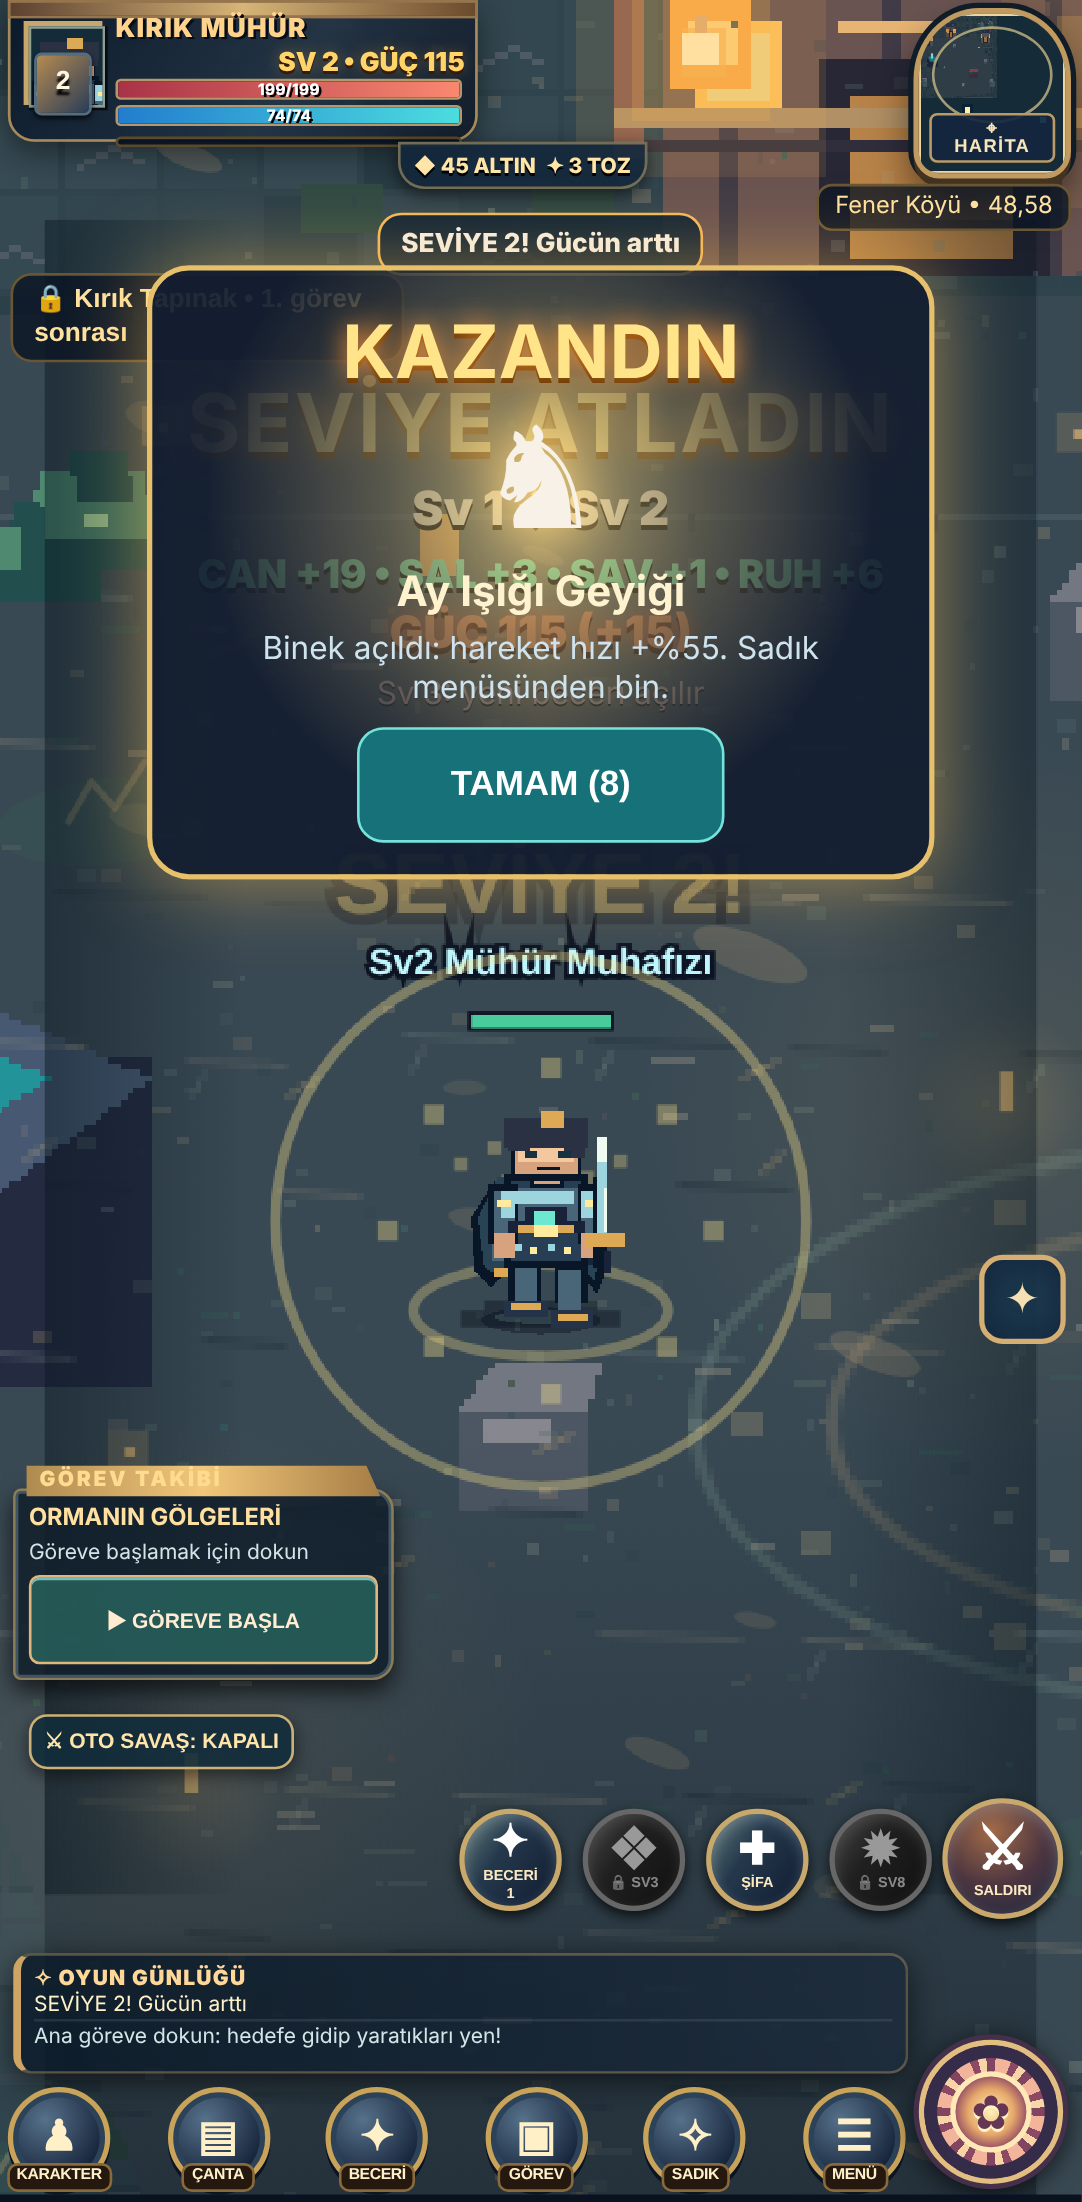 KIRIK MÜHÜR
SV 2 • GÜÇ 115
2
199/199
74/74
◆ 45 ALTIN ✦ 3 TOZ
HARİTA
Fener Köyü • 48,58
SEVİYE 2! Gücün arttı
🔒 Kırık Tapınak • 1. görev
sonrası
KAZANDIN
SEVİYE ATLADIN
Sv 1 Sv 2
CAN +19 • SAL +3 • SAV +1 • RUH +6
Ay Işığı Geyiği
GÜÇ 115 (+15)
Binek açıldı: hareket hızı +%55. Sadık
menüsünden bin.
Sv 3: yeni beceri açılır
TAMAM (8)
SEVİYE 2!
Sv2 Mühür Muhafızı
GÖREV TAKİBİ
ORMANIN GÖLGELERİ
Göreve başlamak için dokun
▶ GÖREVE BAŞLA
⚔ OTO SAVAŞ: KAPALI
BECERİ
1
🔒 SV3
ŞİFA
🔒 SV8
SALDIRI
✧ OYUN GÜNLÜĞÜ
SEVİYE 2! Gücün arttı
Ana göreve dokun: hedefe gidip yaratıkları yen!
KARAKTER
ÇANTA
BECERİ
GÖREV
SADIK
MENÜ